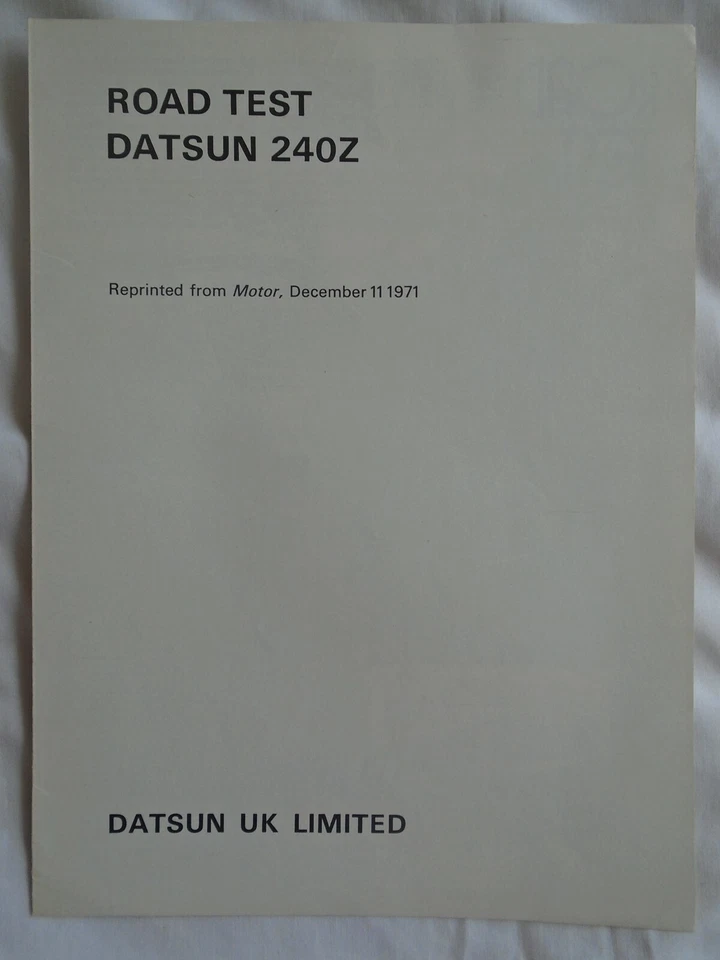 ROAD TEST
DATSUN 240Z
Reprinted from Motor, December 11 1971
DATSUN UK LIMITED